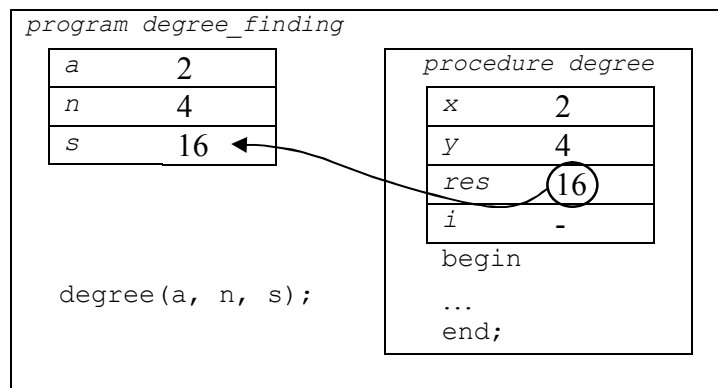 program degree_finding
a 2
n 4
s 16
degree(a, n, s);
procedure degree
x 2
y 4
res 16
i -
begin
…
end;